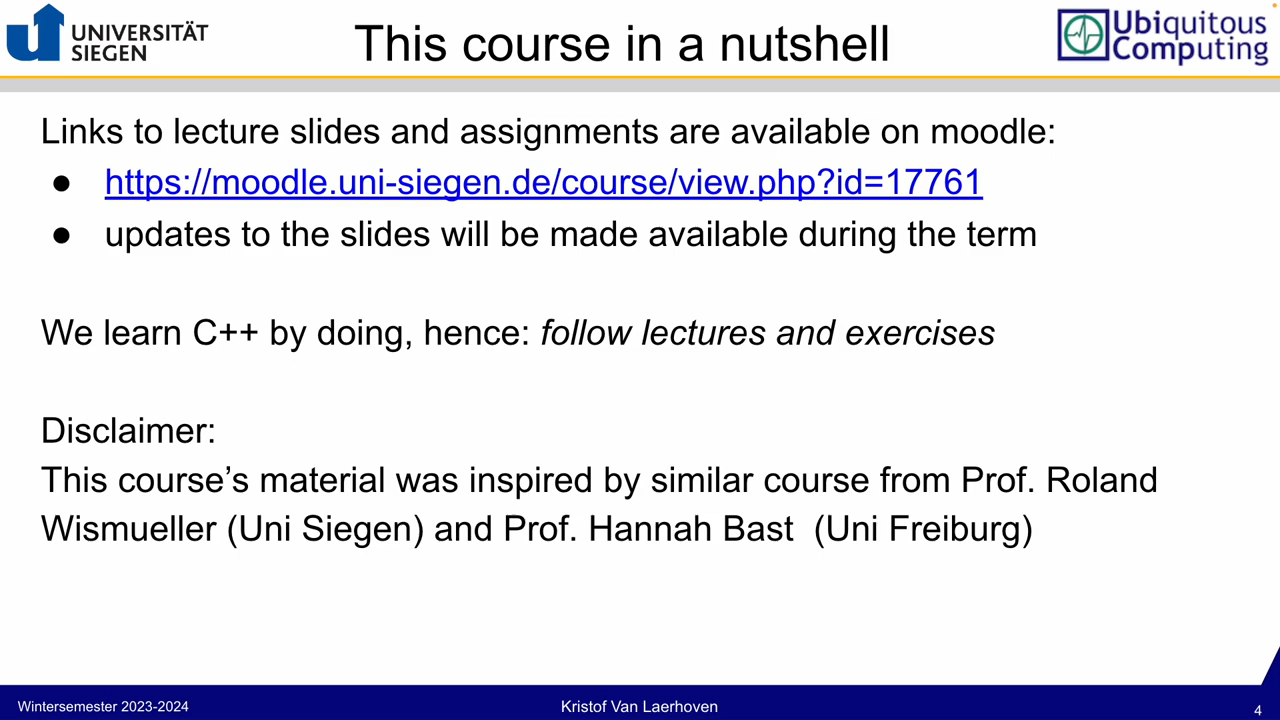 UNIVERSITÄT
SIEGEN
This course in a nutshell
Ubiquitous
Computing
Links to lecture slides and assignments are available on moodle:
● https://moodle.uni-siegen.de/course/view.php?id=17761
● updates to the slides will be made available during the term
We learn C++ by doing, hence: follow lectures and exercises
Disclaimer:
This course’s material was inspired by similar course from Prof. Roland
Wismueller (Uni Siegen) and Prof. Hannah Bast (Uni Freiburg)
Wintersemester 2023-2024
Kristof Van Laerhoven
4